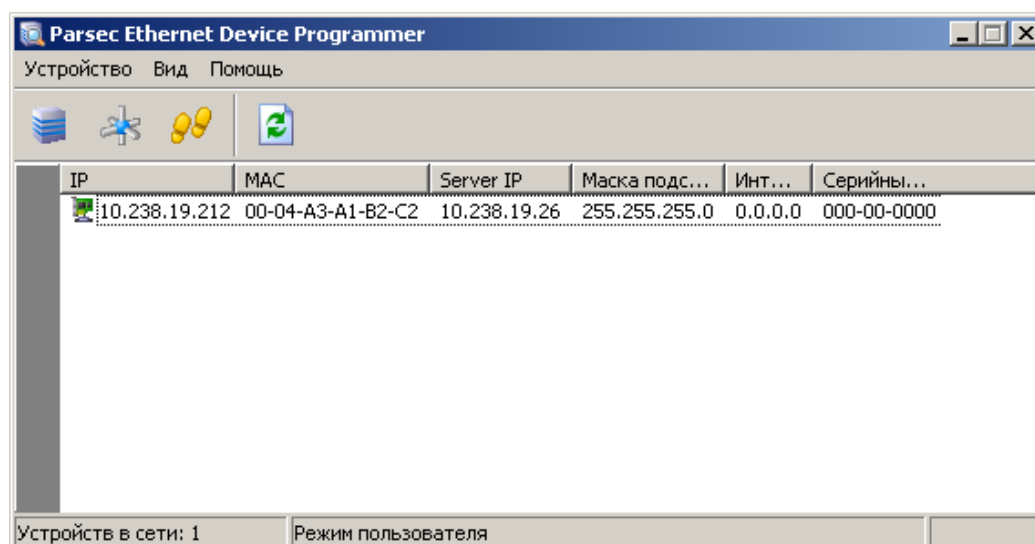 Parsec Ethernet Device Programmer
Устройство Вид Помощь
IP MAC Server IP Маска подс... Инт... Серийны...
10.238.19.212 00-04-A3-A1-B2-C2 10.238.19.26 255.255.255.0 0.0.0.0 000-00-0000
Устройств в сети: 1 Режим пользователя